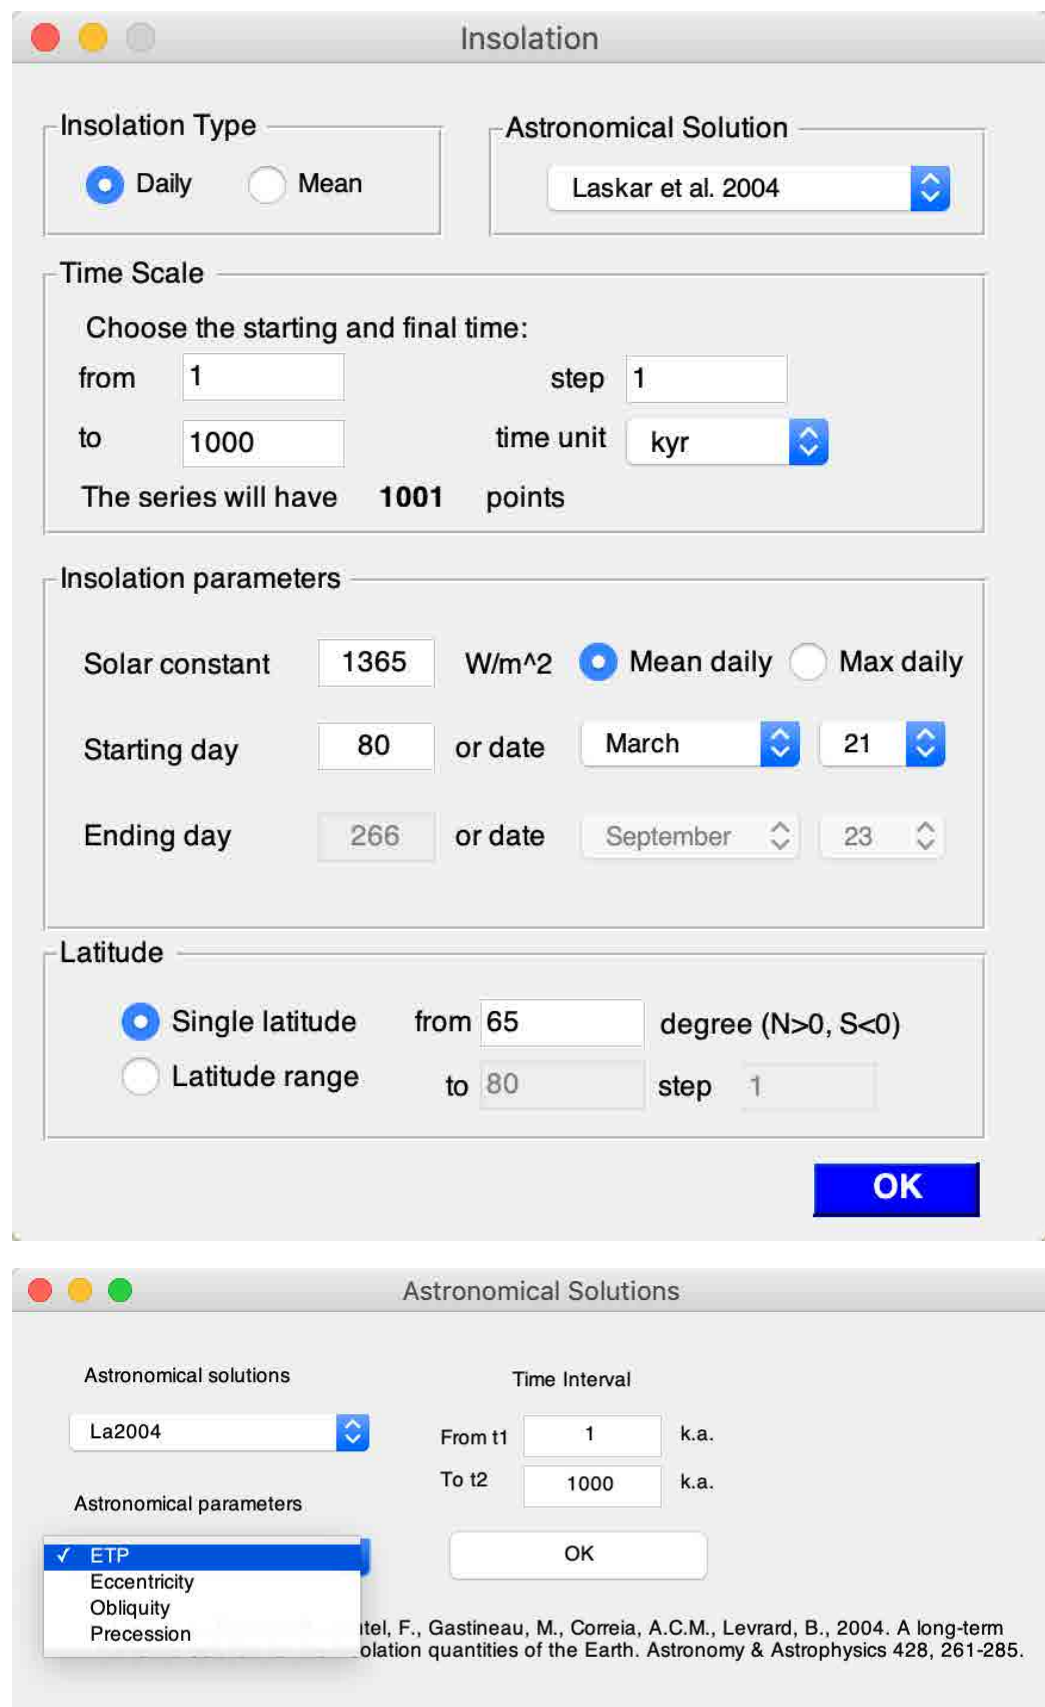 Insolation
Insolation Type
Astronomical Solution
Daily Mean
Laskar et al. 2004
Time Scale
Choose the starting and final time:
from 1 step 1
to 1000 time unit kyr
The series will have 1001 points
Insolation parameters
Solar constant 1365 W/m^2 Mean daily Max daily
Starting day 80 or date March 21
Ending day 266 or date September 23
Latitude
Single latitude from 65 degree (N>0, S<0)
Latitude range to 80 step 1
OK
Astronomical Solutions
Astronomical solutions
Time Interval
La2004
From t1 1 k.a.
To t2 1000 k.a.
Astronomical parameters
✓ ETP
OK
Eccentricity
Obliquity
Precession
F., Gastineau, M., Correia, A.C.M., Levrard, B., 2004. A long-term
quantities of the Earth. Astronomy & Astrophysics 428, 261-285.